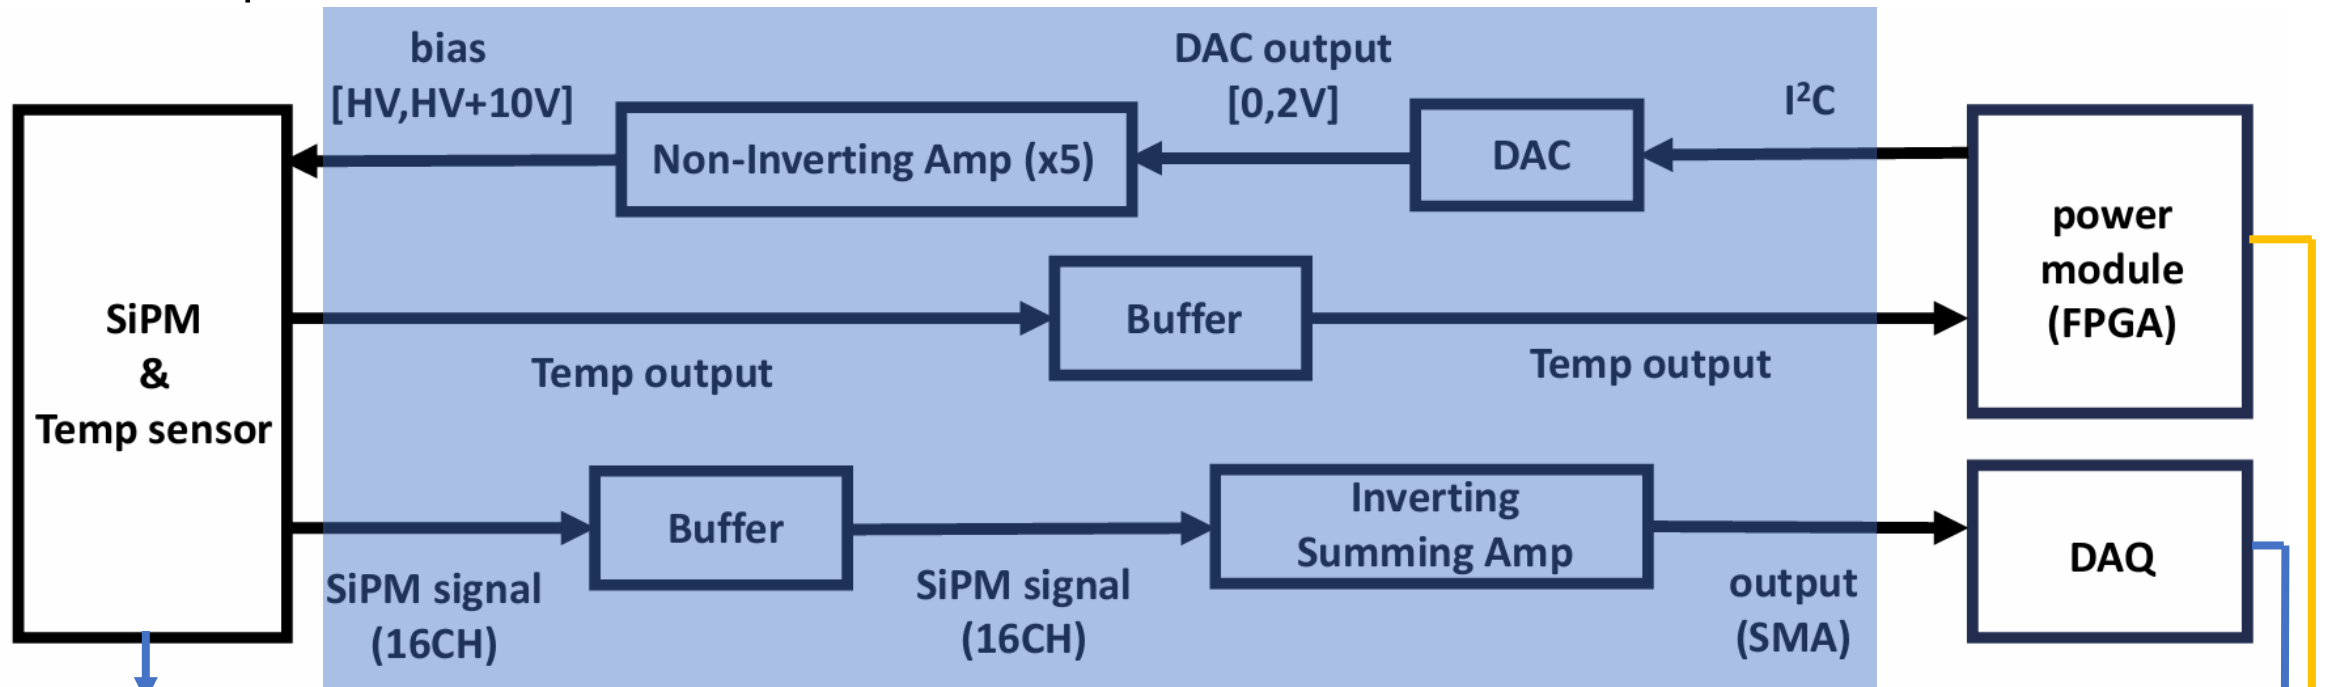 bias
[HV,HV+10V]
DAC output
[0,2V]
I²C
Non-Inverting Amp (x5)
DAC
power
module
(FPGA)
SiPM
&
Temp sensor
Buffer
Temp output
Temp output
Buffer
Inverting
Summing Amp
DAQ
SiPM signal
(16CH)
SiPM signal
(16CH)
output
(SMA)